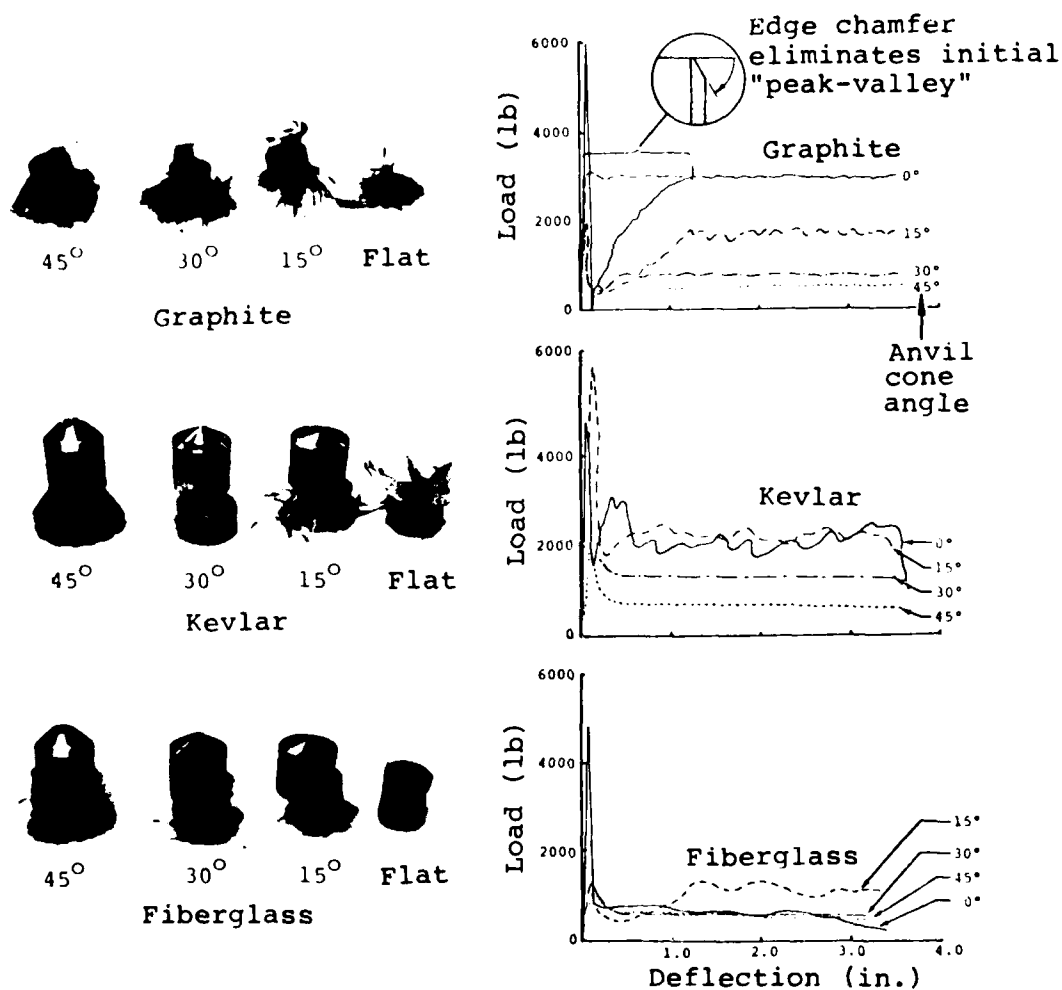 45° 30° 15° Flat
Graphite
45° 30° 15° Flat
Kevlar
45° 30° 15° Flat
Fiberglass
Edge chamfer
eliminates initial
"peak-valley"
Load (lb)
6000
4000
2000
0
Graphite
0°
15°
30°
45°
Anvil
cone
angle
Load (lb)
6000
4000
2000
0
Kevlar
0°
15°
30°
45°
Load (lb)
6000
4000
2000
0
Fiberglass
15°
30°
45°
0°
1.0 2.0 3.0 4.0
Deflection (in.)